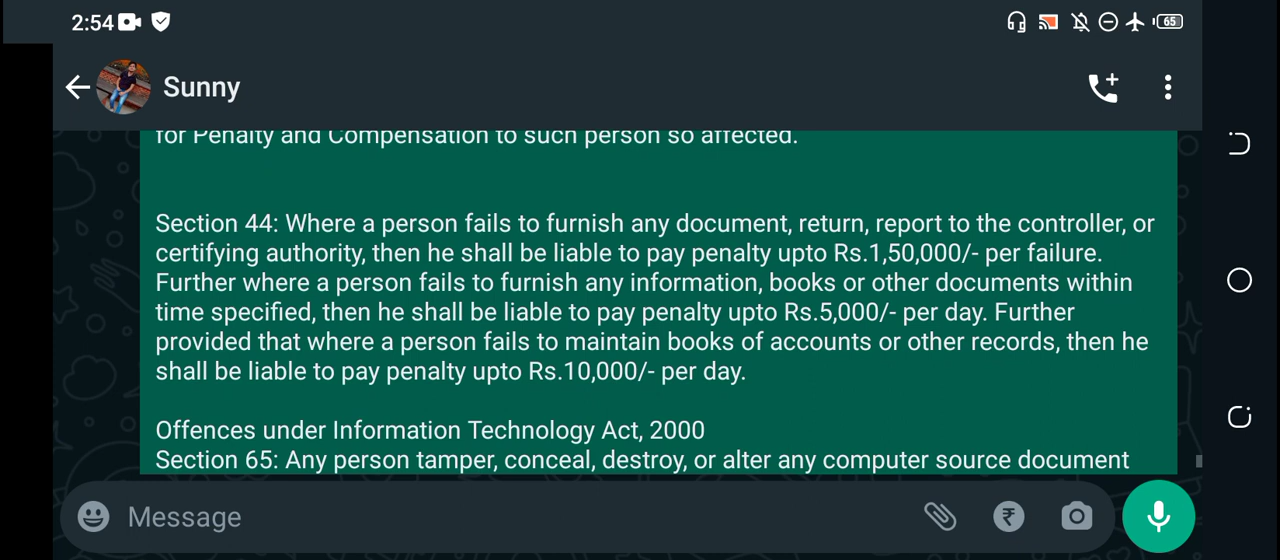 2:54
65
Sunny
for Penalty and Compensation to such person so affected.
Section 44: Where a person fails to furnish any document, return, report to the controller, or
certifying authority, then he shall be liable to pay penalty upto Rs.1,50,000/- per failure.
Further where a person fails to furnish any information, books or other documents within
time specified, then he shall be liable to pay penalty upto Rs.5,000/- per day. Further
provided that where a person fails to maintain books of accounts or other records, then he
shall be liable to pay penalty upto Rs.10,000/- per day.
Offences under Information Technology Act, 2000
Section 65: Any person tamper, conceal, destroy, or alter any computer source document
Message
₹